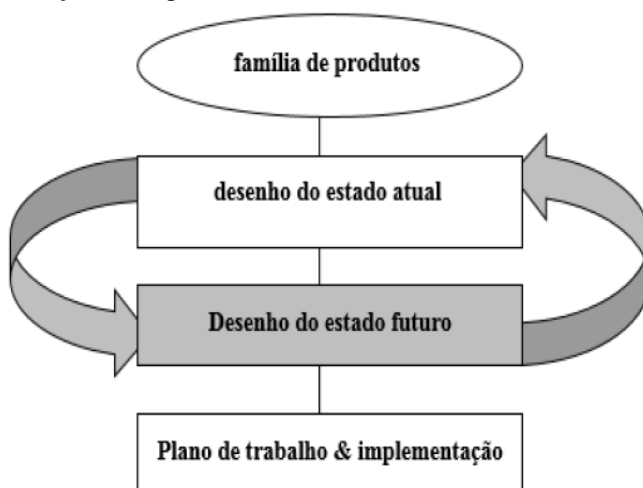 família de produtos
desenho do estado atual
Desenho do estado futuro
Plano de trabalho & implementação